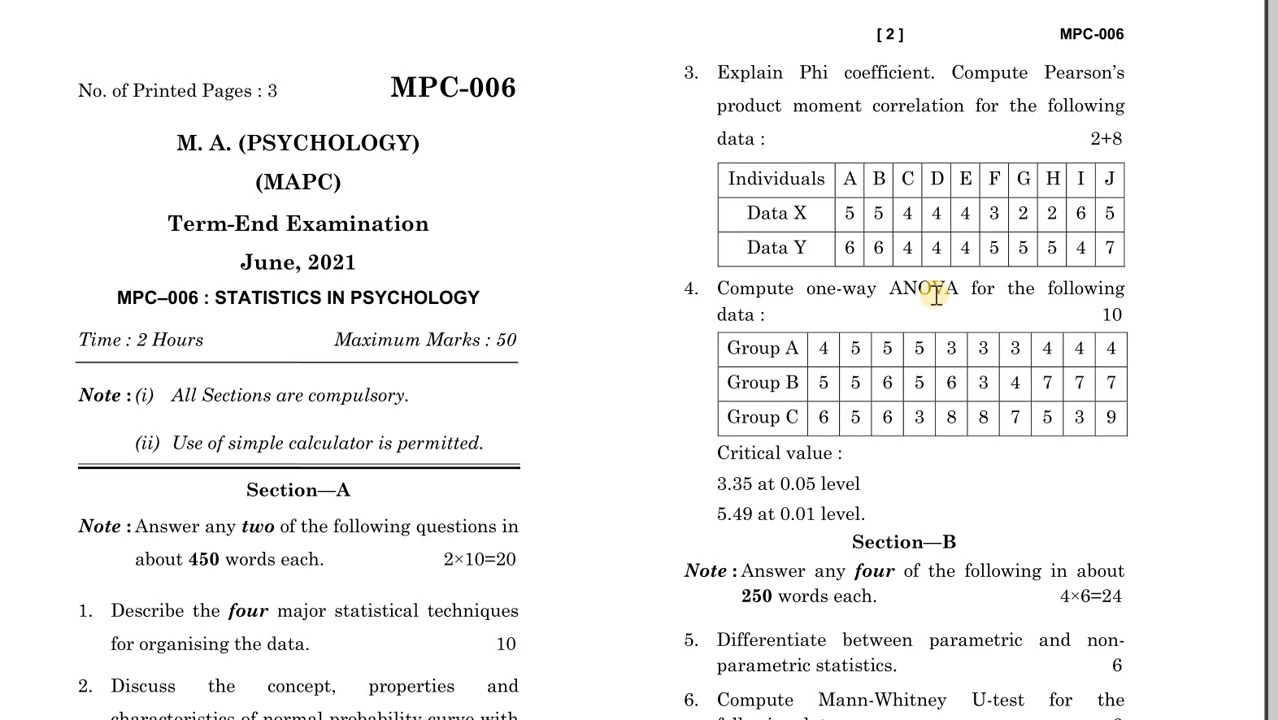 No. of Printed Pages : 3 MPC-006
M. A. (PSYCHOLOGY)
(MAPC)
Term-End Examination
June, 2021
MPC–006 : STATISTICS IN PSYCHOLOGY
Time : 2 Hours Maximum Marks : 50
Note : (i) All Sections are compulsory.
(ii) Use of simple calculator is permitted.
Section—A
Note : Answer any two of the following questions in
about 450 words each. 2×10=20
1. Describe the four major statistical techniques
for organising the data. 10
2. Discuss the concept, properties and
characteristics of normal probability curve with
[ 2 ] MPC-006
3. Explain Phi coefficient. Compute Pearson's
product moment correlation for the following
data : 2+8
Individuals A B C D E F G H I J
Data X 5 5 4 4 4 3 2 2 6 5
Data Y 6 6 4 4 4 5 5 5 4 7
4. Compute one-way ANOVA for the following
data : 10
Group A 4 5 5 5 3 3 3 4 4 4
Group B 5 5 6 5 6 3 4 7 7 7
Group C 6 5 6 3 8 8 7 5 3 9
Critical value :
3.35 at 0.05 level
5.49 at 0.01 level.
Section—B
Note : Answer any four of the following in about
250 words each. 4×6=24
5. Differentiate between parametric and non-
parametric statistics. 6
6. Compute Mann-Whitney U-test for the